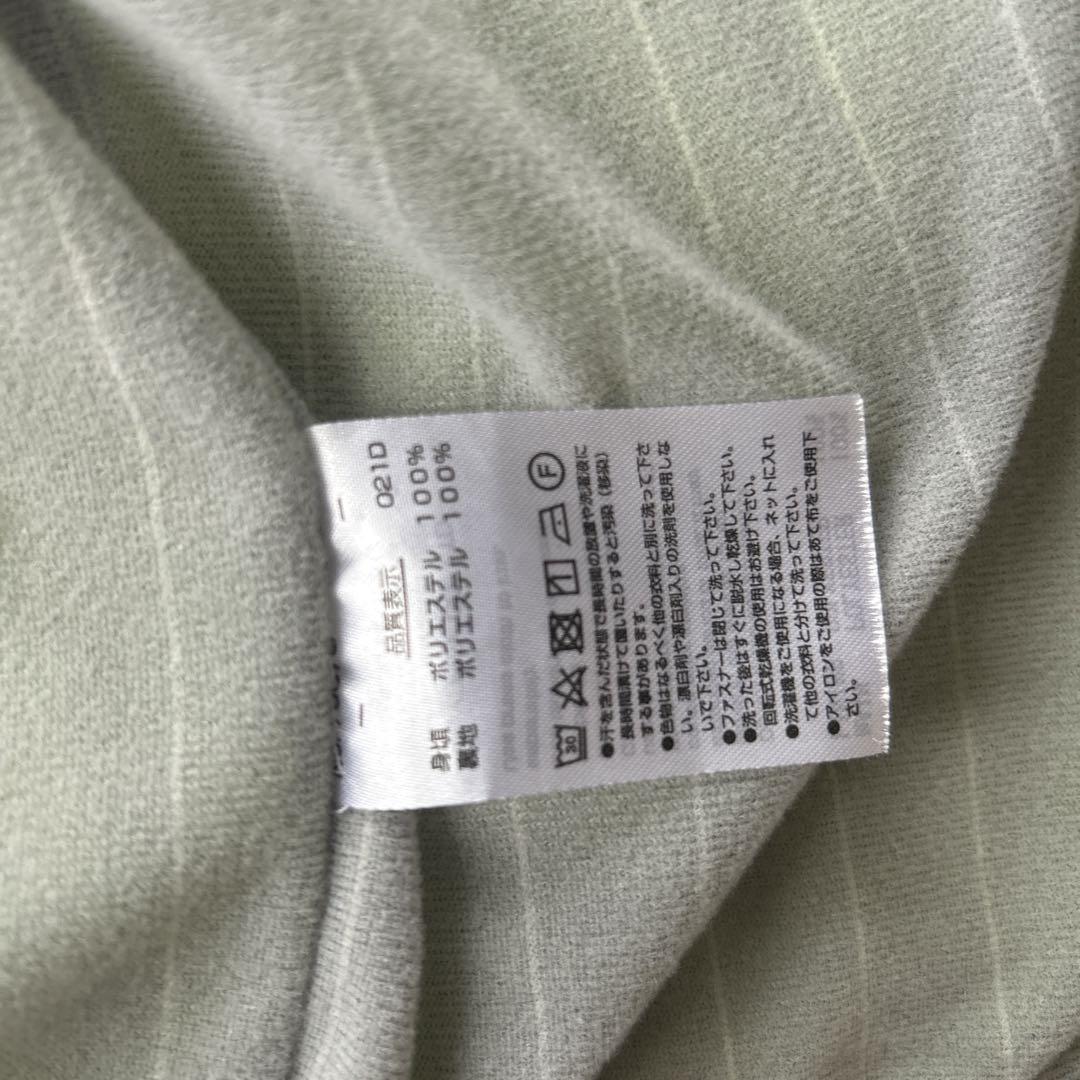 品質表示 021D
身頃 ポリエステル 100%
裏地 ポリエステル 100%
30 F
●汗を含んだ状態で長時間の放置や洗濯液に
長時間漬けて置いたりすると汚染(移染)
する事があります。
●色物はなるべく他の衣料と別に洗って下さ
い。漂白剤や漂白剤入りの洗剤を使用しな
いで下さい。
●ファスナーは閉じて洗って下さい。
●洗った後はすぐに脱水し乾燥して下さい。
回転式乾燥機の使用はお避け下さい。
●洗濯機をご使用になる場合、ネットに入れ
て他の衣料と分けて洗って下さい。
●アイロンをご使用の際はあて布をご使用下
さい。